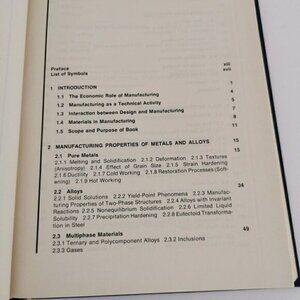 Preface xiii
List of Symbols xvii
1 INTRODUCTION 1
1.1 The Economic Role of Manufacturing
1.2 Manufacturing as a Technical Activity 4
1.3 Interaction between Design and Manufacturing 5
1.4 Materials in Manufacturing 8
1.5 Scope and Purpose of Book 11
2 MANUFACTURING PROPERTIES OF METALS AND ALLOYS 15
2.1 Pure Metals 15
2.1.1 Melting and Solidification 2.1.2 Deformation 2.1.3 Textures
(Anisotropy) 2.1.4 Effect of Grain Size 2.1.5 Strain Hardening
2.1.6 Ductility 2.1.7 Cold Working 2.1.8 Restoration Processes (Soft-
ening) 2.1.9 Hot Working
2.2 Alloys 34
2.2.1 Solid Solutions 2.2.2 Yield-Point Phenomena 2.2.3 Manufac-
turing Properties of Two-Phase Structures 2.2.4 Alloys with Invariant
Reactions 2.2.5 Nonequilibrium Solidification 2.2.6 Limited Liquid
Solubility 2.2.7 Precipitation Hardening 2.2.8 Eutectoid Transforma-
tion in Steel
2.3 Multiphase Materials 49
2.3.1 Ternary and Polycomponent Alloys 2.3.2 Inclusions
2.3.3 Gases